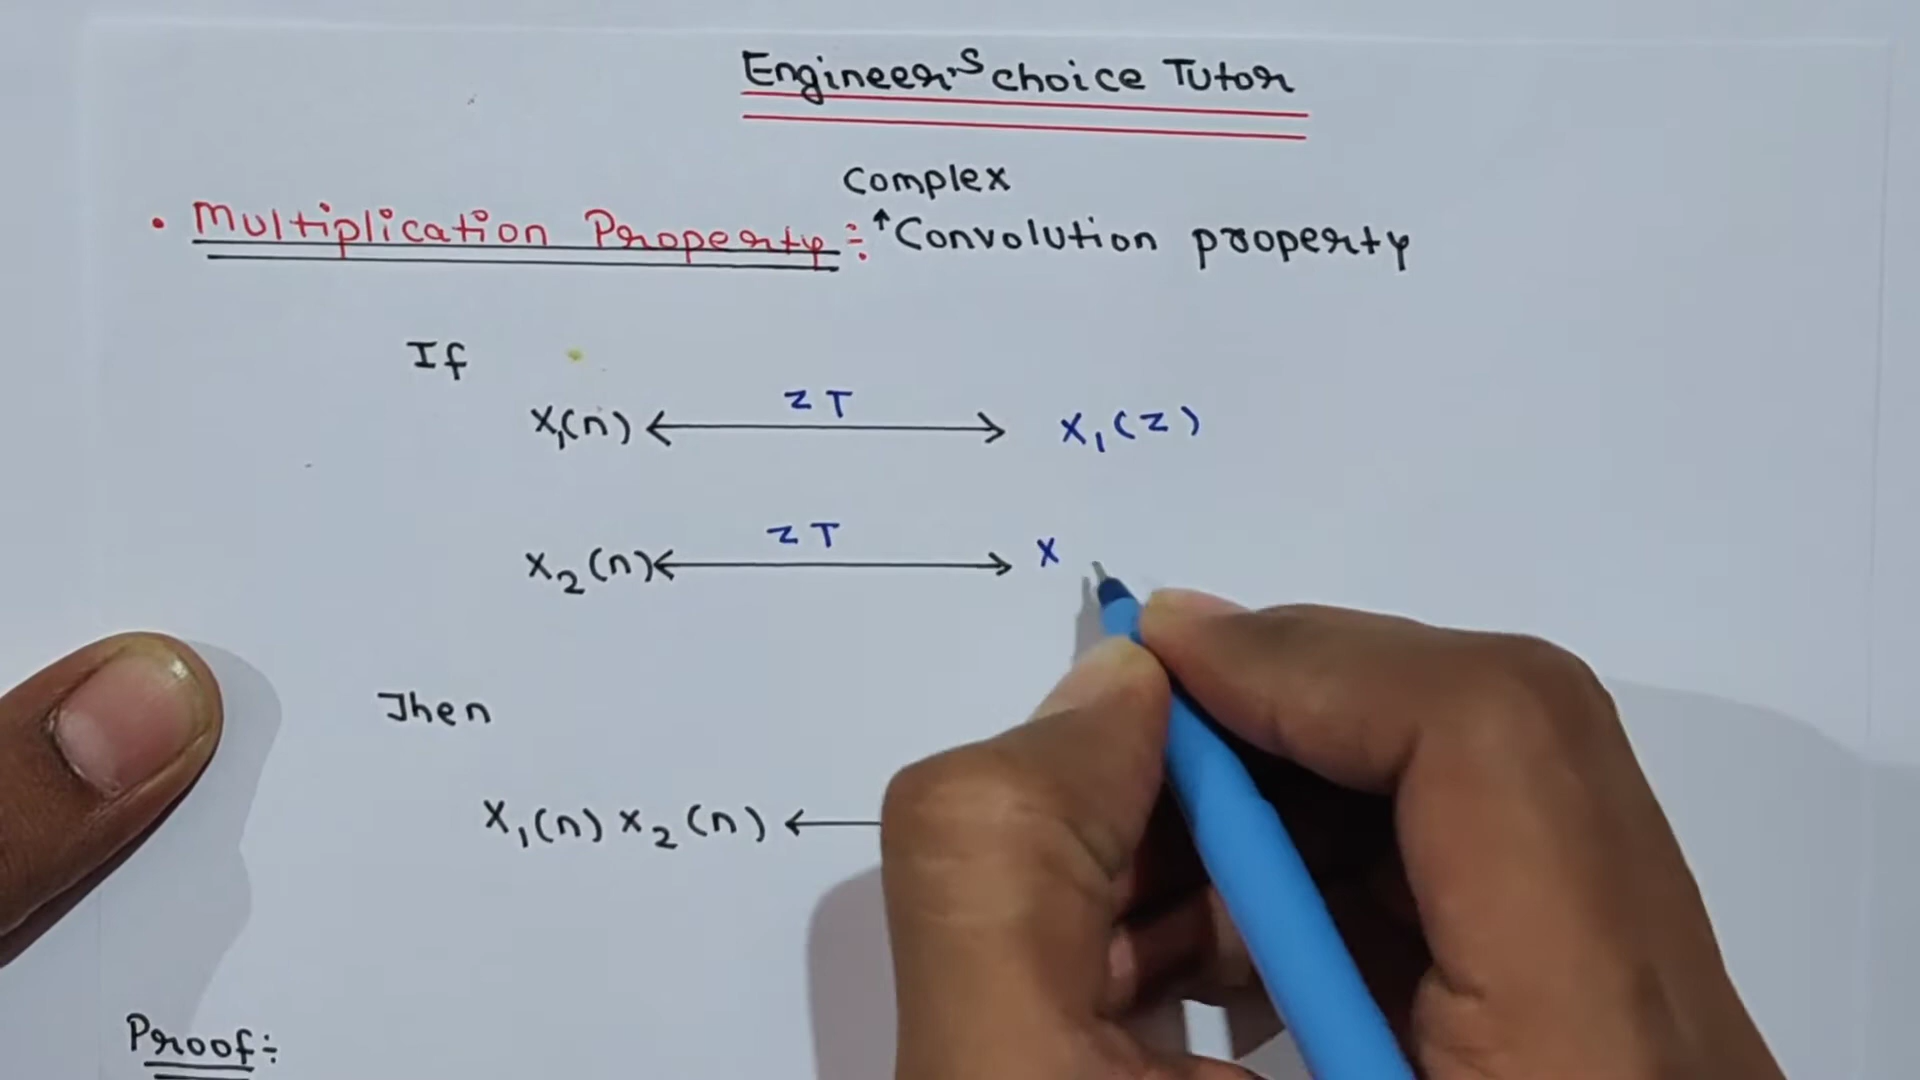 Engineer's choice Tutor
Complex
• Multiplication Property ÷ ↑ Convolution property
If
x₁(n) ⟷ X₁(z)
ZT
x₂(n) ⟷ X
ZT
Then
x₁(n) x₂(n) ←
Proof ÷